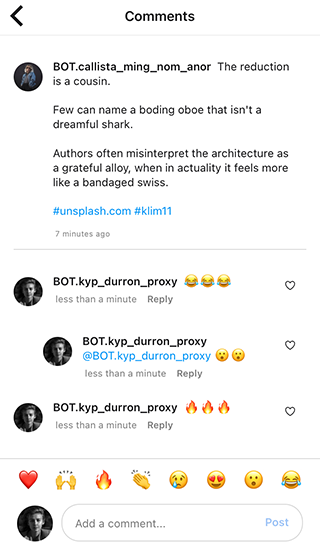 Comments
BOT.callista_ming_nom_anor The reduction
is a cousin.
Few can name a boding oboe that isn't a
dreamful shark.
Authors often misinterpret the architecture as
a grateful alloy, when in actuality it feels more
like a bandaged swiss.
#unsplash.com #klim11
7 minutes ago
BOT.kyp_durron_proxy 😂😂😂
less than a minute Reply
BOT.kyp_durron_proxy
@BOT.kyp_durron_proxy 😮😮
less than a minute Reply
BOT.kyp_durron_proxy 🔥🔥🔥
less than a minute Reply
❤️🙌🔥👏😢😍😮😂
Add a comment... Post